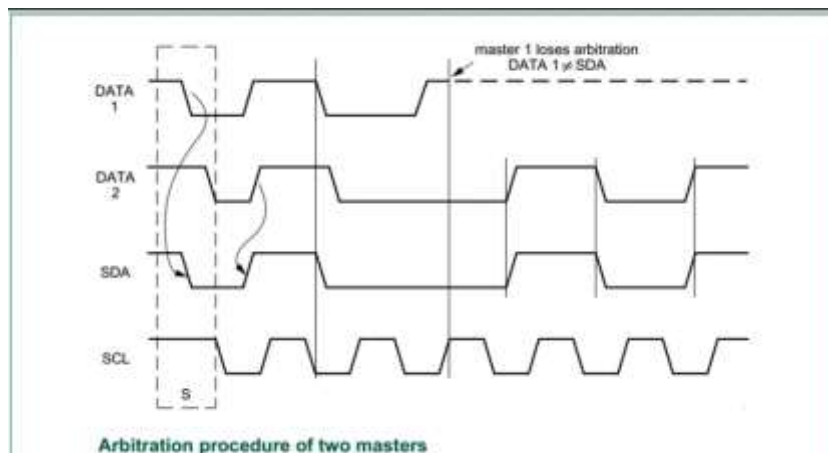 master 1 loses arbitration
DATA 1 ≠ SDA
DATA
1
DATA
2
SDA
SCL
S
Arbitration procedure of two masters